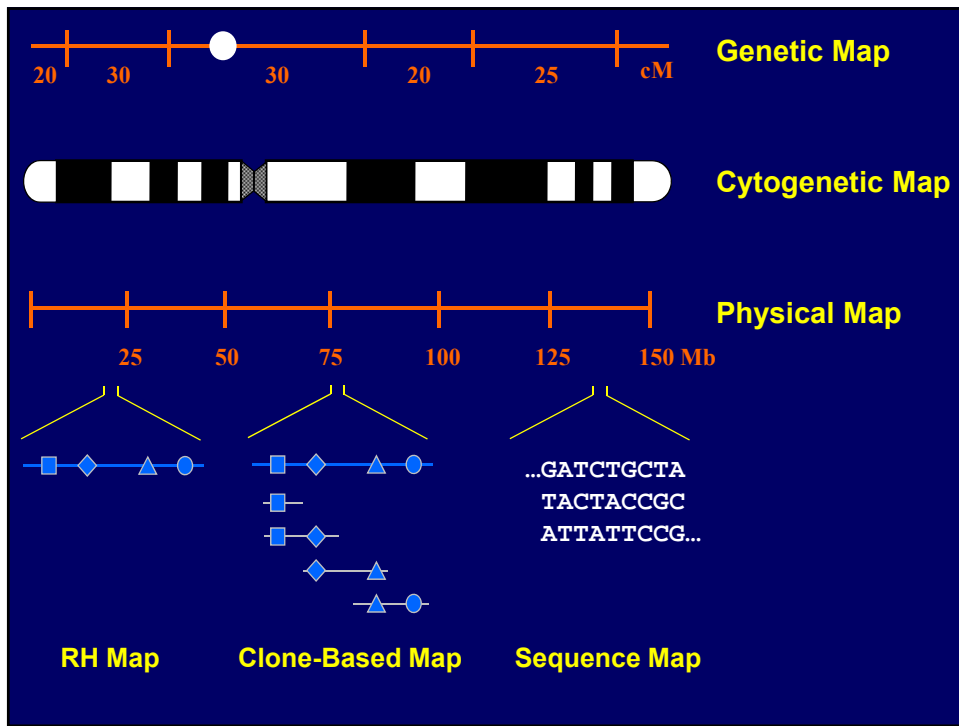 Genetic Map
20 30 30 20 25 cM
Cytogenetic Map
Physical Map
25 50 75 100 125 150 Mb
...GATCTGCTA
TACTACCGC
ATTATTCCG...
RH Map Clone-Based Map Sequence Map